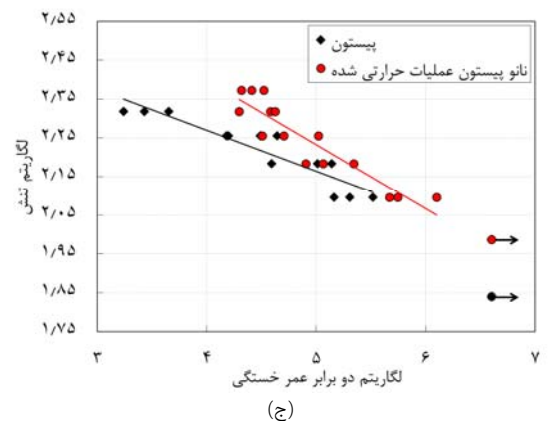 پیستون
نانو پیستون عملیات حرارتی شده
لگاریتم تنش
۲٫۵۵
۲٫۴۵
۲٫۳۵
۲٫۲۵
۲٫۱۵
۲٫۰۵
۱٫۹۵
۱٫۸۵
۱٫۷۵
۳ ۴ ۵ ۶ ۷
لگاریتم دو برابر عمر خستگی
(ج)